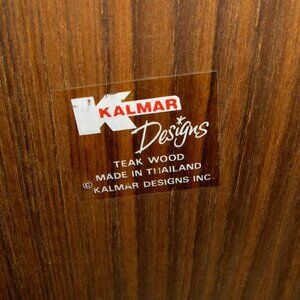 KALMAR
Designs
TEAK WOOD
MADE IN THAILAND
© KALMAR DESIGNS INC.